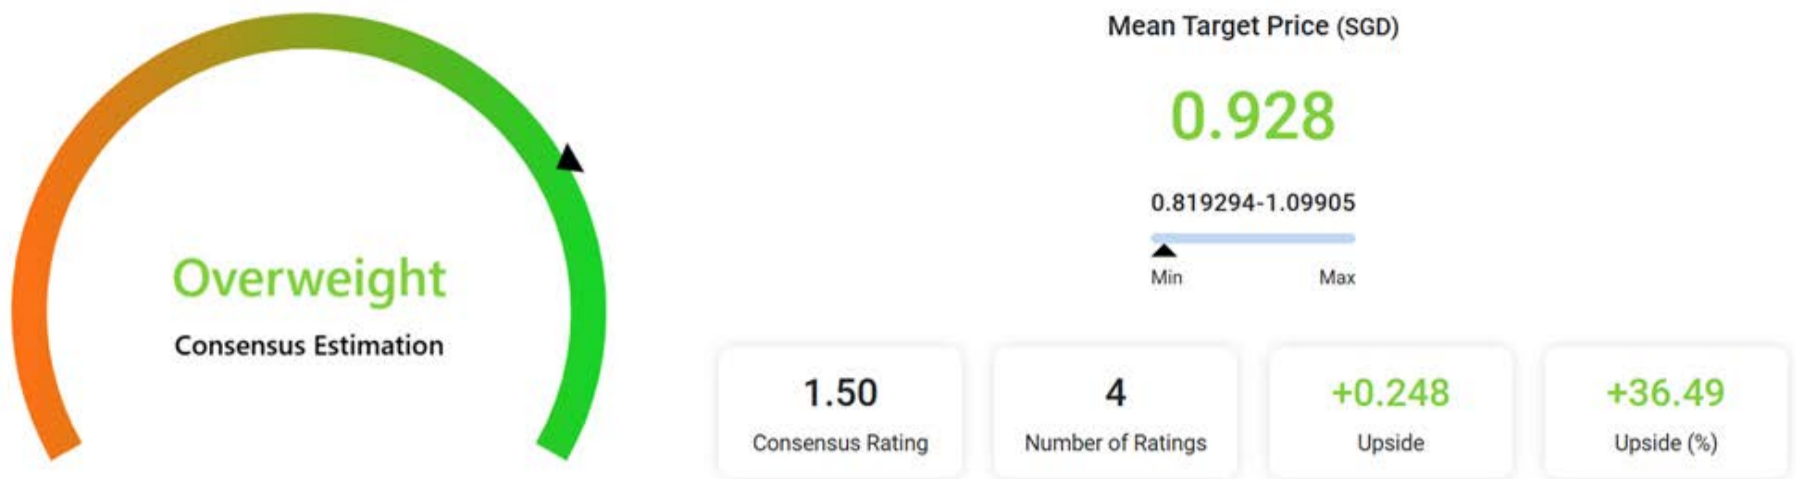 Overweight
Consensus Estimation
Mean Target Price (SGD)
0.928
0.819294-1.09905
Min Max
1.50 4 +0.248 +36.49
Consensus Rating Number of Ratings Upside Upside (%)